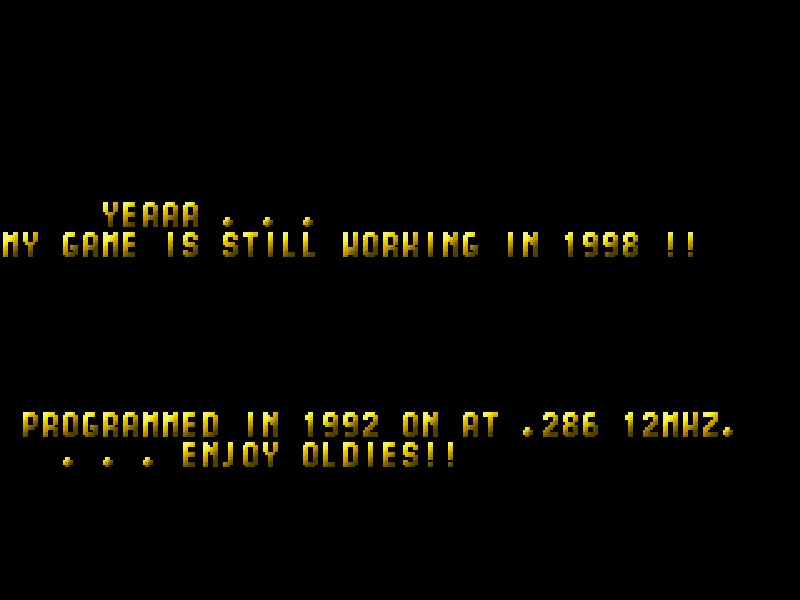 YEAAA . . .
MY GAME IS STILL WORKING IN 1998 !!
PROGRAMMED IN 1992 ON AT .286 12MHZ.
. . . ENJOY OLDIES!!